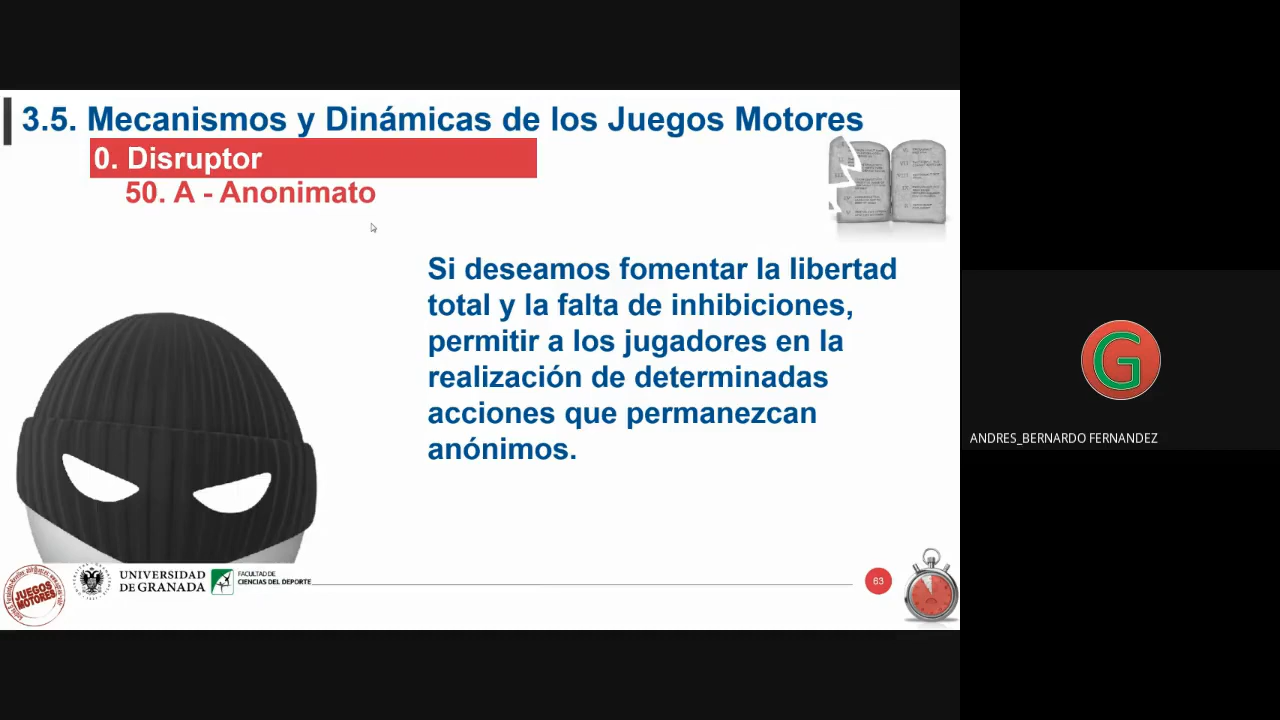 3.5. Mecanismos y Dinámicas de los Juegos Motores
0. Disruptor
50. A - Anonimato
Si deseamos fomentar la libertad
total y la falta de inhibiciones,
permitir a los jugadores en la
realización de determinadas
acciones que permanezcan
anónimos.
G
ANDRES_BERNARDO FERNANDEZ
JUEGOS
MOTORES
UNIVERSIDAD
DE GRANADA
FACULTAD DE
CIENCIAS DEL DEPORTE
63